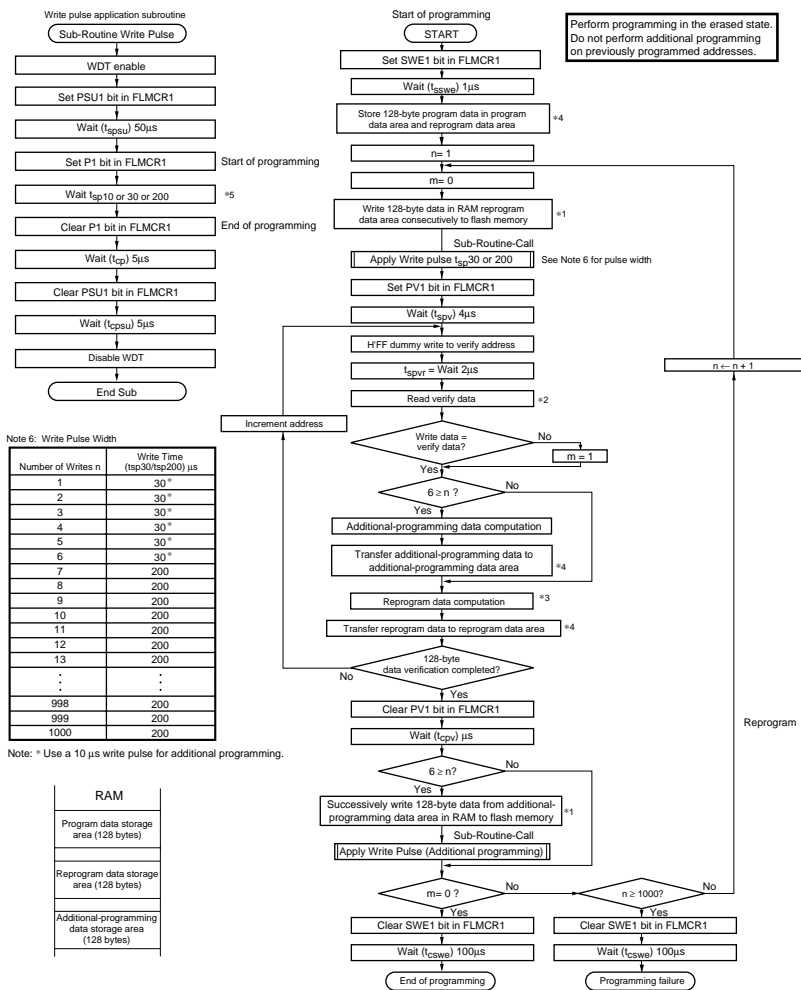 Write pulse application subroutine
Sub-Routine Write Pulse
WDT enable
Set PSU1 bit in FLMCR1
Wait (tspsu) 50μs
Set P1 bit in FLMCR1
Start of programming
Wait tsp10 or 30 or 200
*5
Clear P1 bit in FLMCR1
End of programming
Wait (tcp) 5μs
Clear PSU1 bit in FLMCR1
Wait (tcpsu) 5μs
Disable WDT
End Sub
Note 6: Write Pulse Width
Number of Writes n
Write Time
(tsp30/tsp200) μs
1 30*
2 30*
3 30*
4 30*
5 30*
6 30*
7 200
8 200
9 200
10 200
11 200
12 200
13 200
998 200
999 200
1000 200
Note: * Use a 10 μs write pulse for additional programming.
RAM
Program data storage
area (128 bytes)
Reprogram data storage
area (128 bytes)
Additional-programming
data storage area
(128 bytes)
Start of programming
START
Perform programming in the erased state.
Do not perform additional programming
on previously programmed addresses.
Set SWE1 bit in FLMCR1
Wait (tsswe) 1μs
Store 128-byte program data in program
data area and reprogram data area
*4
n= 1
m= 0
Write 128-byte data in RAM reprogram
data area consecutively to flash memory
*1
Sub-Routine-Call
Apply Write pulse tsp30 or 200
See Note 6 for pulse width
Set PV1 bit in FLMCR1
Wait (tspv) 4μs
H'FF dummy write to verify address
tspvr = Wait 2μs
Read verify data
*2
Increment address
n ← n + 1
Write data =
verify data?
No
m = 1
Yes
6 ≥ n ?
No
Yes
Additional-programming data computation
Transfer additional-programming data to
additional-programming data area
*4
Reprogram data computation
*3
Transfer reprogram data to reprogram data area
*4
128-byte
data verification completed?
No
Yes
Clear PV1 bit in FLMCR1
Reprogram
Wait (tcpv) μs
6 ≥ n?
No
Yes
Successively write 128-byte data from additional-
programming data area in RAM to flash memory
*1
Sub-Routine-Call
Apply Write Pulse (Additional programming)
m= 0 ?
No
n ≥ 1000?
No
Yes
Yes
Clear SWE1 bit in FLMCR1
Clear SWE1 bit in FLMCR1
Wait (tcswe) 100μs
Wait (tcswe) 100μs
End of programming
Programming failure